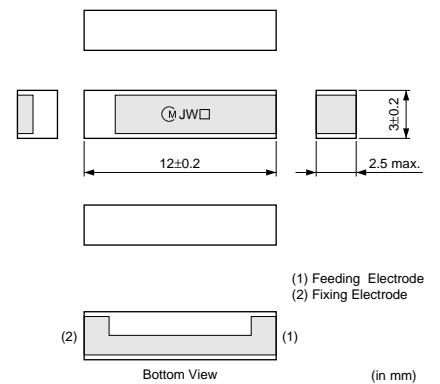 M JW□
3±0.2
12±0.2
2.5 max.
(1) Feeding Electrode
(2) Fixing Electrode
(2)
(1)
Bottom View
(in mm)